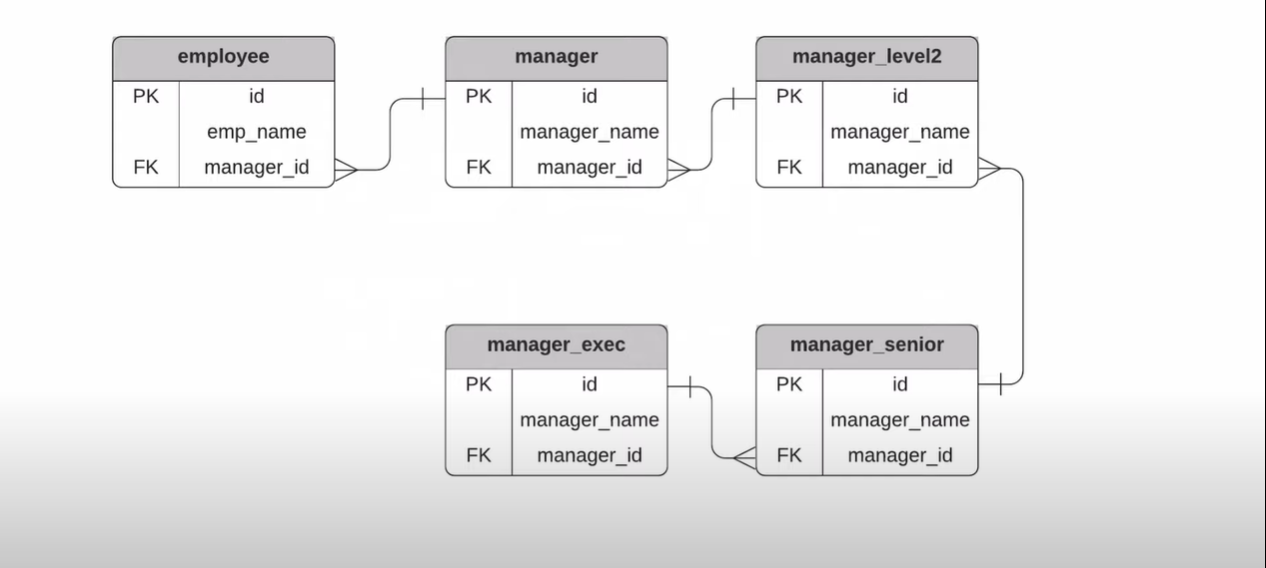 employee
PK id
emp_name
FK manager_id
manager
PK id
manager_name
FK manager_id
manager_level2
PK id
manager_name
FK manager_id
manager_exec
PK id
manager_name
FK manager_id
manager_senior
PK id
manager_name
FK manager_id